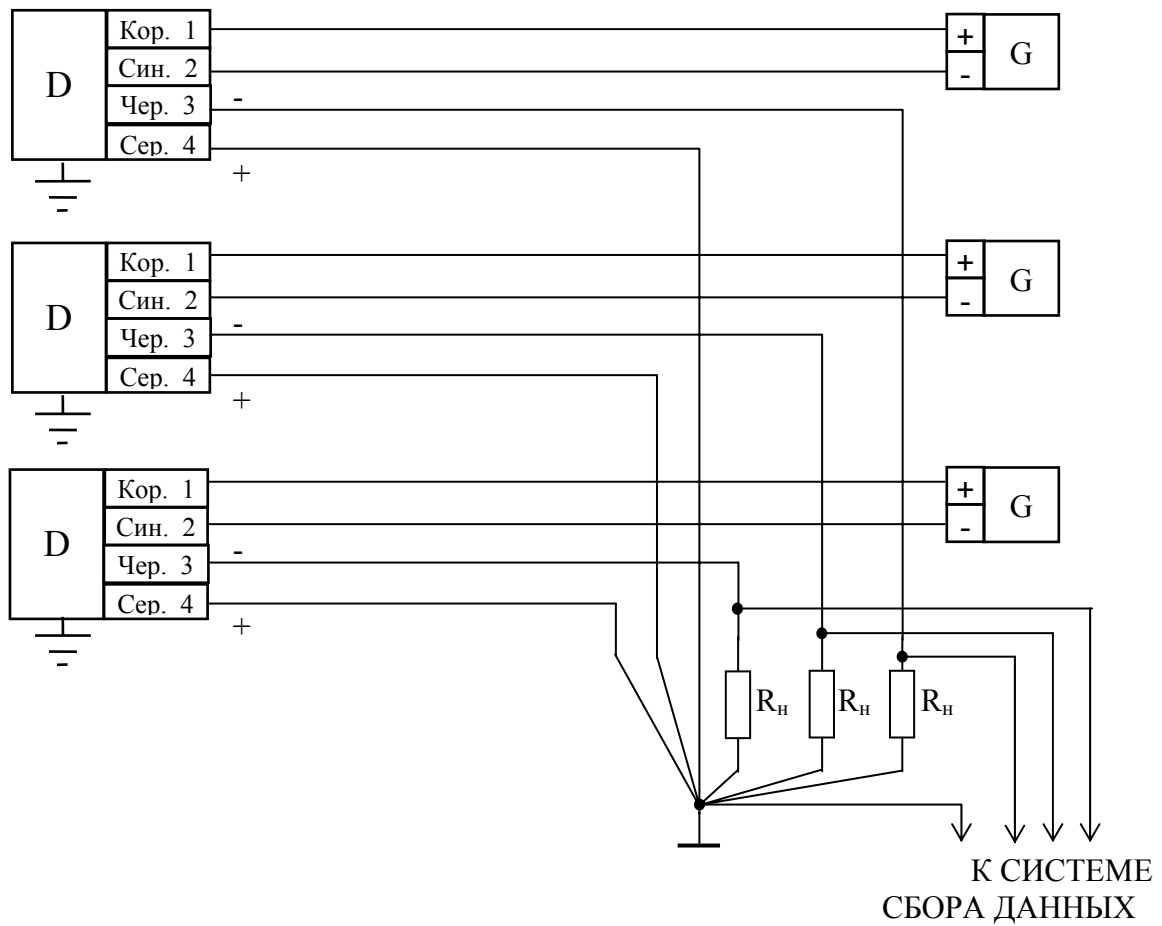 D
Кор. 1
Син. 2
Чер. 3
Сер. 4
-
+
+
-
G
D
Кор. 1
Син. 2
Чер. 3
Сер. 4
-
+
+
-
G
D
Кор. 1
Син. 2
Чер. 3
Сер. 4
-
+
+
-
G
Rн Rн Rн
К СИСТЕМЕ
СБОРА ДАННЫХ